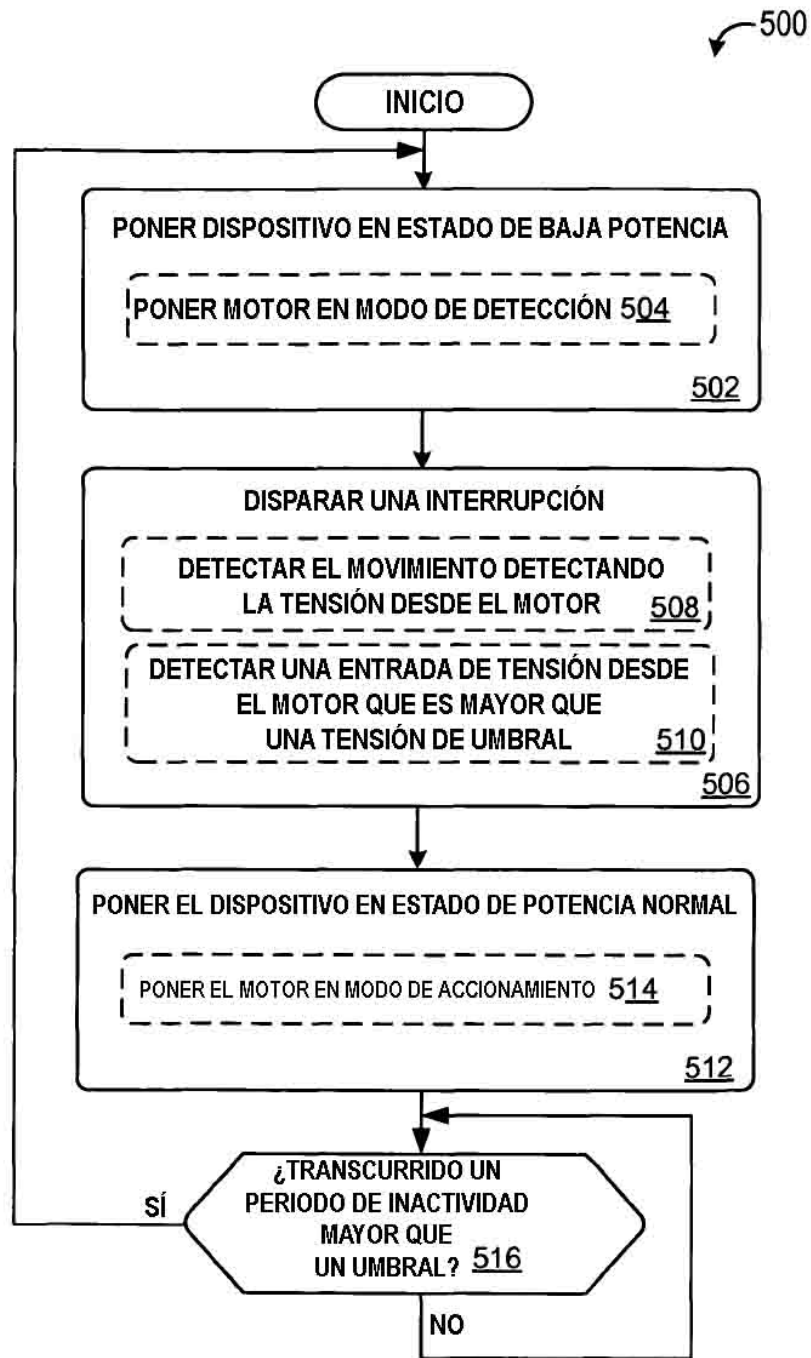 500
INICIO
PONER DISPOSITIVO EN ESTADO DE BAJA POTENCIA
PONER MOTOR EN MODO DE DETECCIÓN 504
502
DISPARAR UNA INTERRUPCIÓN
DETECTAR EL MOVIMIENTO DETECTANDO
LA TENSIÓN DESDE EL MOTOR 508
DETECTAR UNA ENTRADA DE TENSIÓN DESDE
EL MOTOR QUE ES MAYOR QUE
UNA TENSIÓN DE UMBRAL 510
506
PONER EL DISPOSITIVO EN ESTADO DE POTENCIA NORMAL
PONER EL MOTOR EN MODO DE ACCIONAMIENTO 514
512
¿TRANSCURRIDO UN
PERIODO DE INACTIVIDAD
MAYOR QUE
UN UMBRAL? 516
SÍ
NO